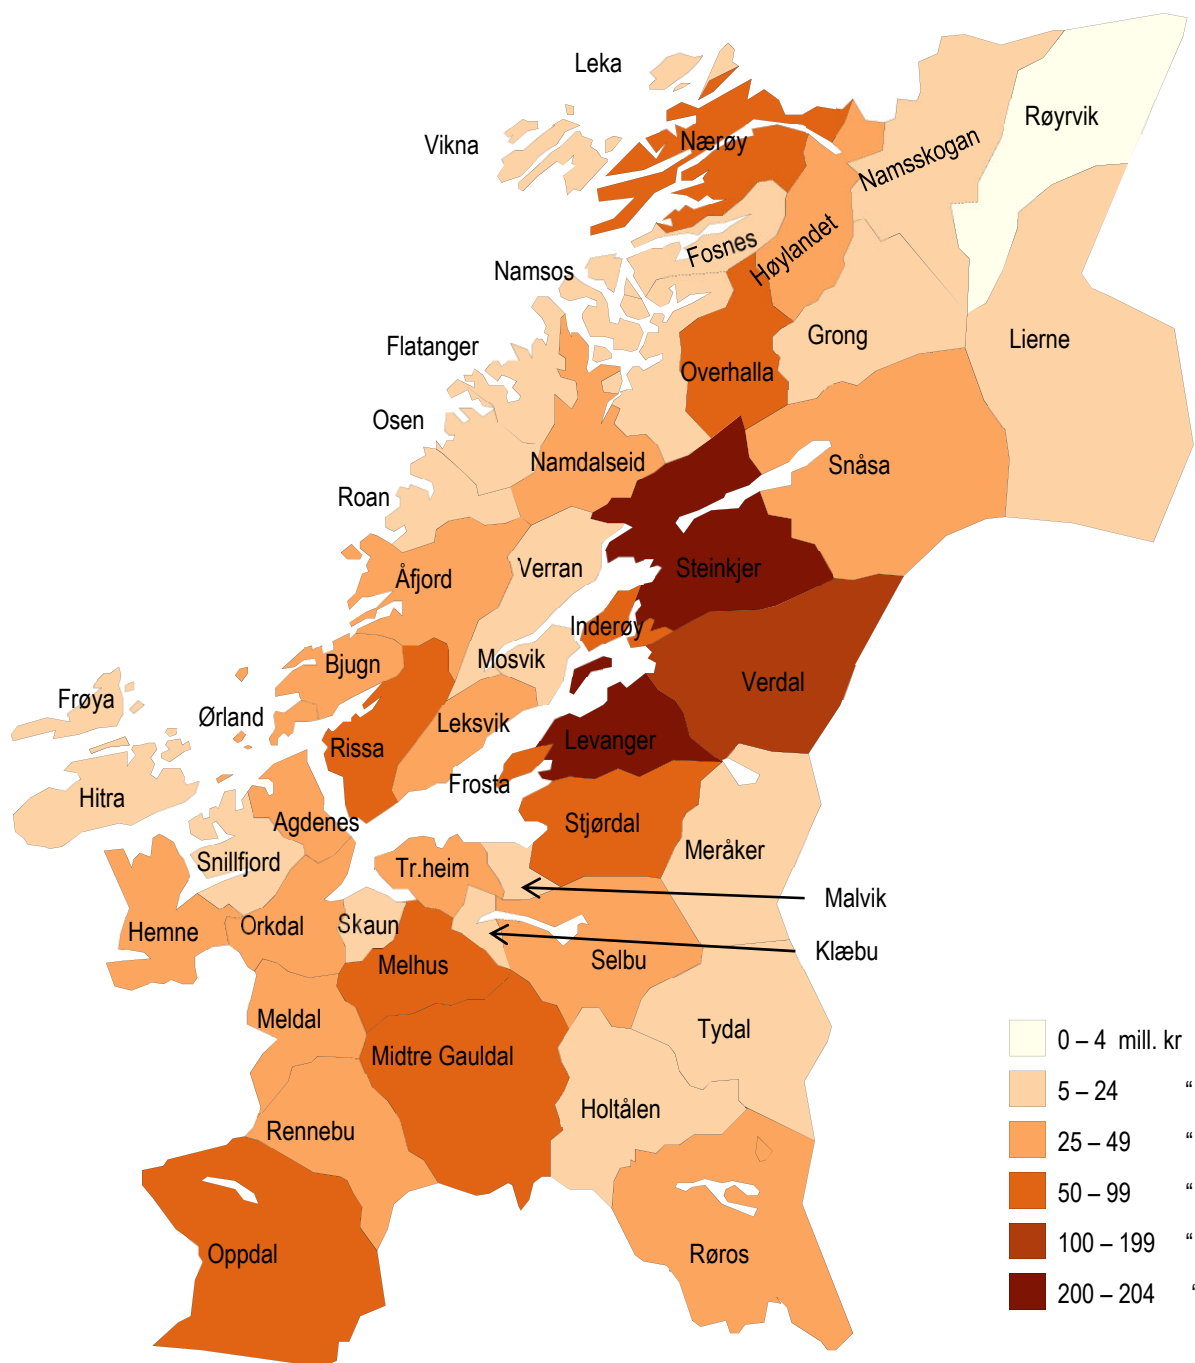 Leka
Røyrvik
Vikna
Nærøy
Namsskogan
Fosnes
Høylandet
Namsos
Grong
Lierne
Flatanger
Overhalla
Osen
Namdalseid
Snåsa
Roan
Verran
Steinkjer
Åfjord
Inderøy
Mosvik
Bjugn
Verdal
Frøya
Ørland
Leksvik
Rissa
Levanger
Frosta
Hitra
Agdenes
Stjørdal
Snillfjord
Tr.heim
Meråker
Malvik
Hemne
Orkdal
Skaun
Klæbu
Melhus
Selbu
Meldal
Tydal
Midtre Gauldal
Holtålen
Rennebu
Oppdal
Røros
0 – 4 mill. kr
5 – 24 “
25 – 49 “
50 – 99 “
100 – 199 “
200 – 204 ‘